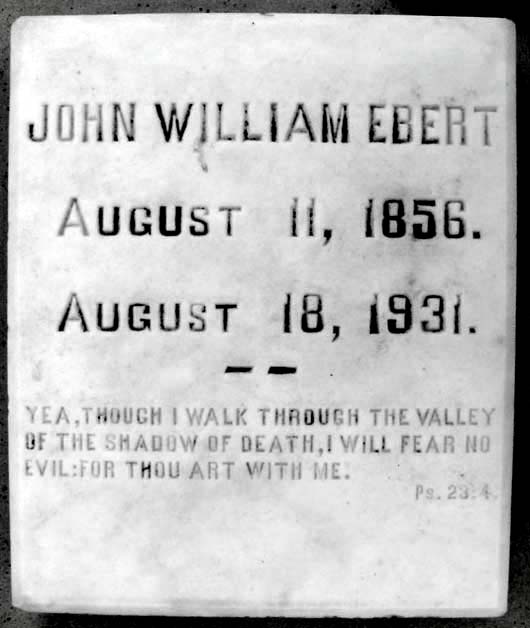 JOHN WILLIAM EBERT
AUGUST 11, 1856.
AUGUST 18, 1931.
– –
YEA, THOUGH I WALK THROUGH THE VALLEY
OF THE SHADOW OF DEATH, I WILL FEAR NO
EVIL: FOR THOU ART WITH ME.
Ps. 23:4.